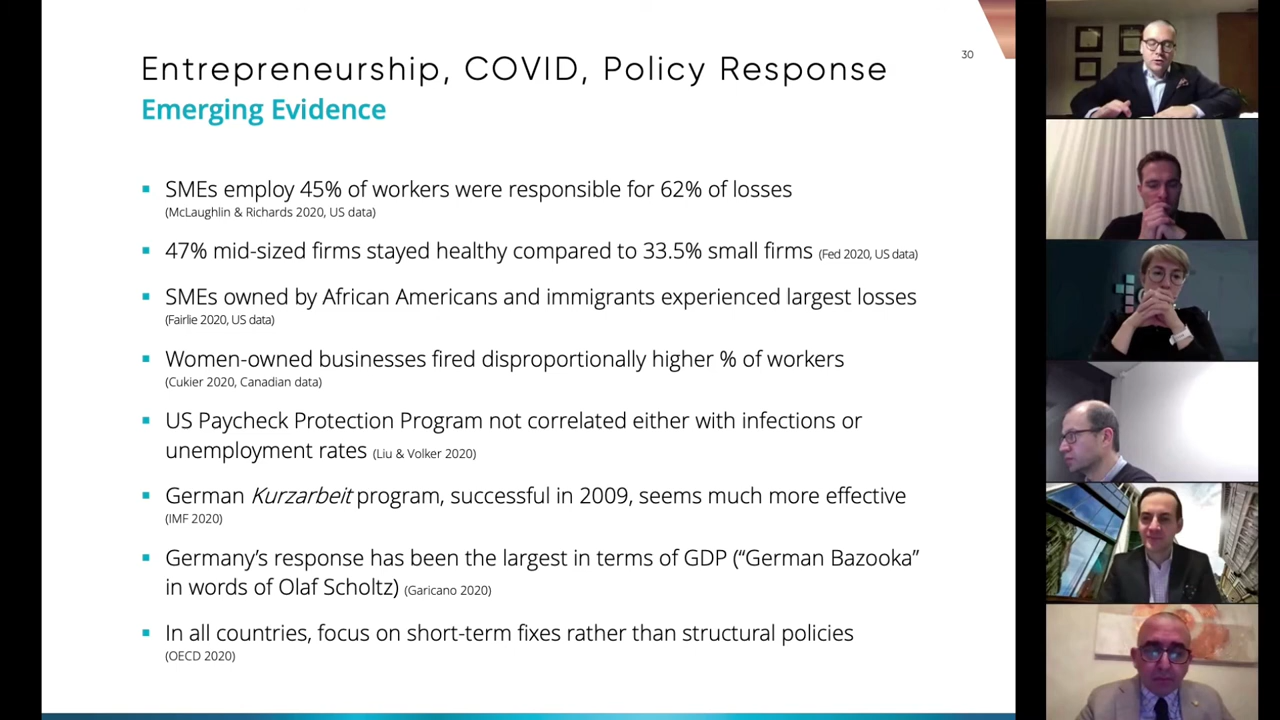 30
Entrepreneurship, COVID, Policy Response
Emerging Evidence
SMEs employ 45% of workers were responsible for 62% of losses
(McLaughlin & Richards 2020, US data)
47% mid-sized firms stayed healthy compared to 33.5% small firms (Fed 2020, US data)
SMEs owned by African Americans and immigrants experienced largest losses
(Fairlie 2020, US data)
Women-owned businesses fired disproportionally higher % of workers
(Cukier 2020, Canadian data)
US Paycheck Protection Program not correlated either with infections or
unemployment rates (Liu & Volker 2020)
German Kurzarbeit program, successful in 2009, seems much more effective
(IMF 2020)
Germany’s response has been the largest in terms of GDP (“German Bazooka”
in words of Olaf Scholtz) (Garicano 2020)
In all countries, focus on short-term fixes rather than structural policies
(OECD 2020)